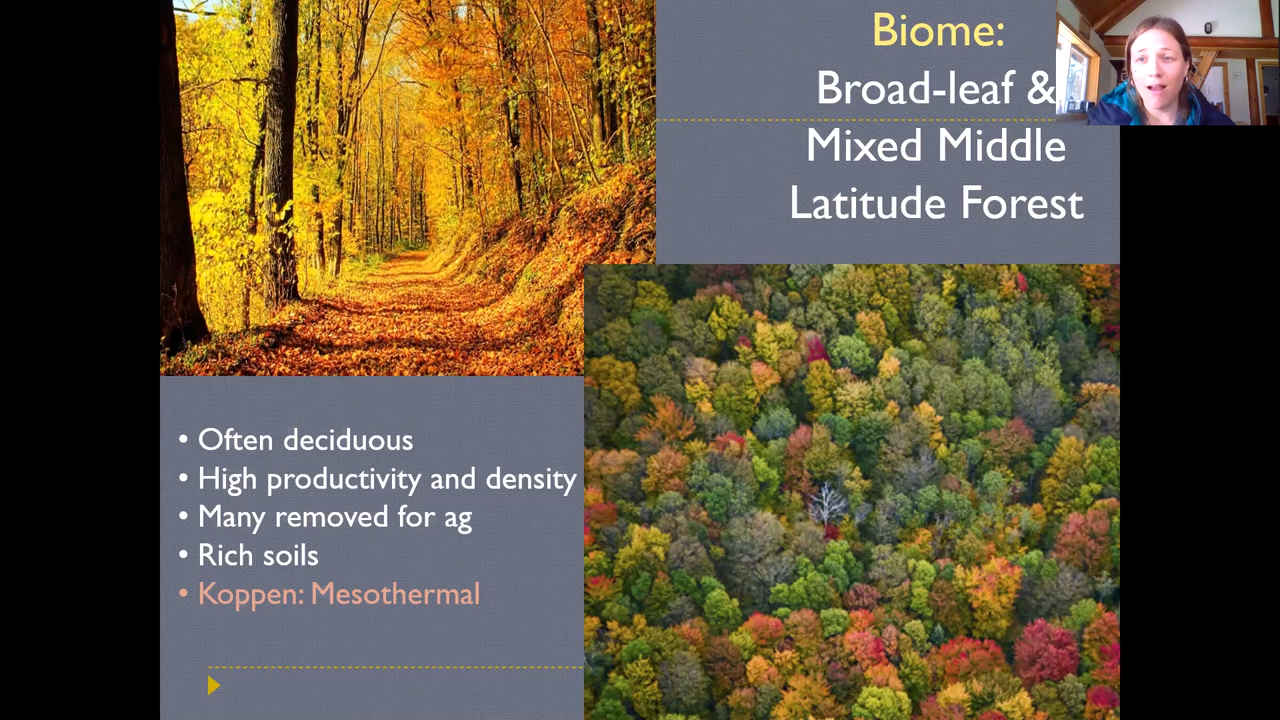 Biome:
Broad-leaf &
Mixed Middle
Latitude Forest
• Often deciduous
• High productivity and density
• Many removed for ag
• Rich soils
• Koppen: Mesothermal